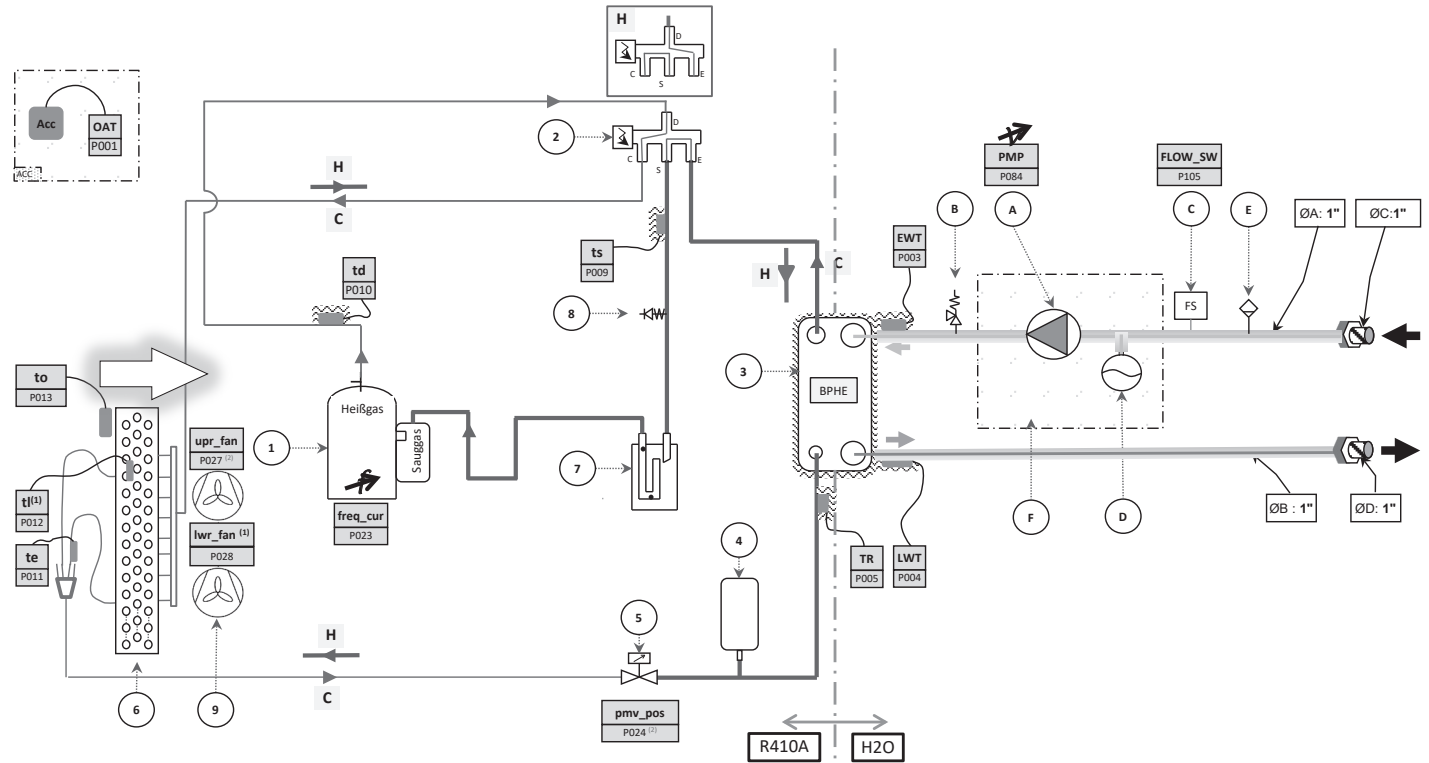 H
D
C
E
S
Acc
OAT
P001
ACC
2
D
C
E
S
H
C
ts
P009
td
P010
8
H
C
EWT
P003
B
PMP
P084
A
FLOW_SW
P105
C
E
ØA: 1"
ØC:1"
FS
to
P013
3
BPHE
1
Heißgas
Sauggas
freq_cur
P023
upr_fan
P027 (2)
lwr_fan (1)
P028
tl(1)
P012
te
P011
7
F
D
ØB : 1"
ØD: 1"
4
TR
P005
LWT
P004
5
H
C
6
9
pmv_pos
P024 (2)
R410A
H2O